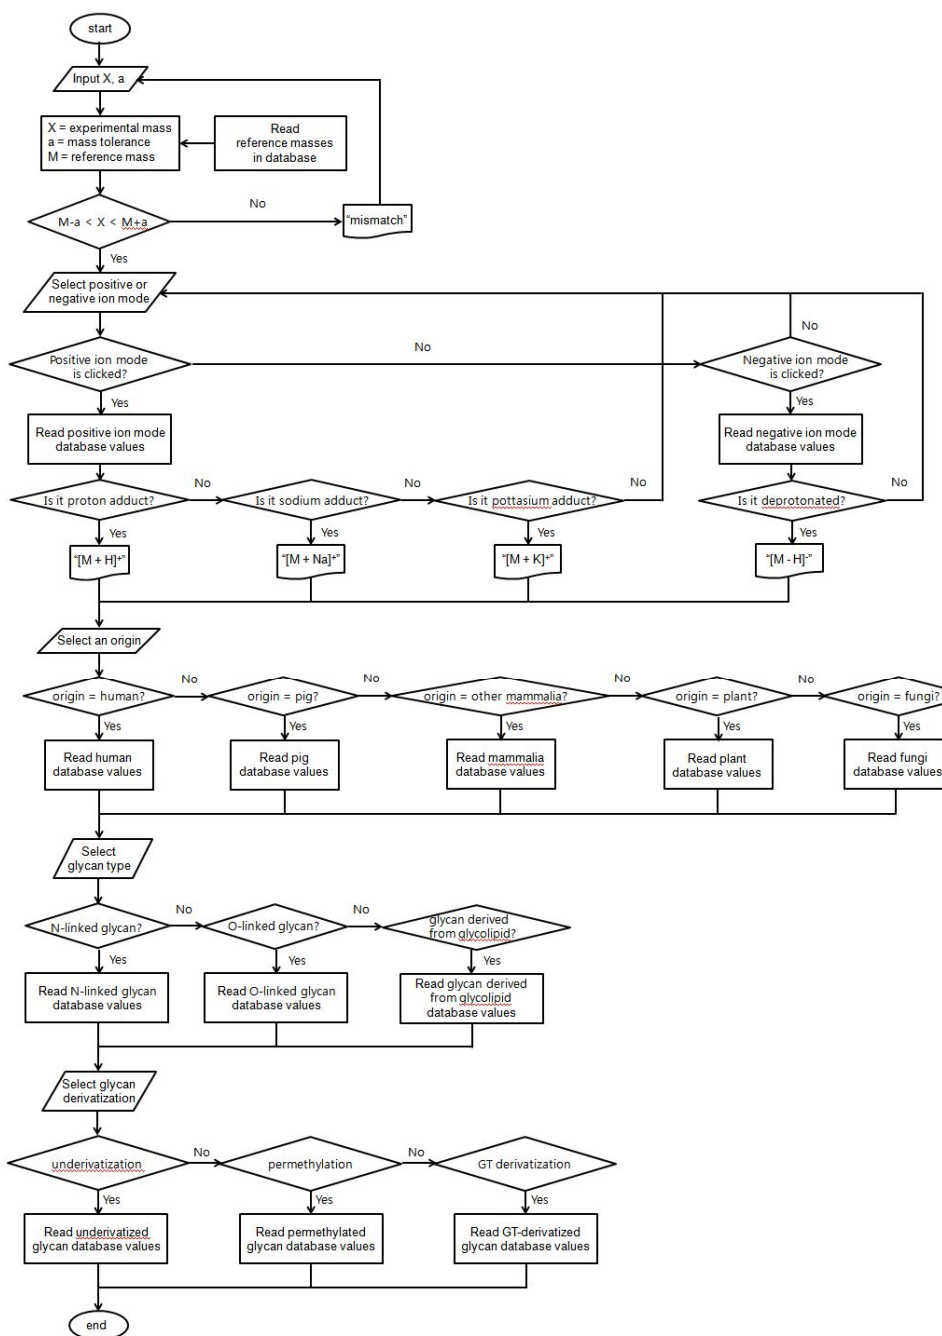 start
Input X, a
X = experimental mass
a = mass tolerance
M = reference mass
Read
reference masses
in database
M-a < X < M+a
No
“mismatch”
Yes
Select positive or
negative ion mode
Positive ion mode
is clicked?
No
Negative ion mode
is clicked?
No
Yes
Yes
Read positive ion mode
database values
Read negative ion mode
database values
Is it proton adduct?
No
Is it sodium adduct?
No
Is it pottasium adduct?
No
Is it deprotonated?
No
Yes
Yes
Yes
Yes
“[M + H]⁺”
“[M + Na]⁺”
“[M + K]⁺”
“[M - H]⁻”
Select an origin
origin = human?
No
origin = pig?
No
origin = other mammalia?
No
origin = plant?
No
origin = fungi?
Yes
Yes
Yes
Yes
Yes
Read human
database values
Read pig
database values
Read mammalia
database values
Read plant
database values
Read fungi
database values
Select
glycan type
N-linked glycan?
No
O-linked glycan?
No
glycan derived
from glycolipid?
Yes
Yes
Yes
Read N-linked glycan
database values
Read O-linked glycan
database values
Read glycan derived
from glycolipid
database values
Select glycan
derivatization
underivatization
No
permethylation
No
GT derivatization
Yes
Yes
Yes
Read underivatized
glycan database values
Read permethylated
glycan database values
Read GT-derivatized
glycan database values
end